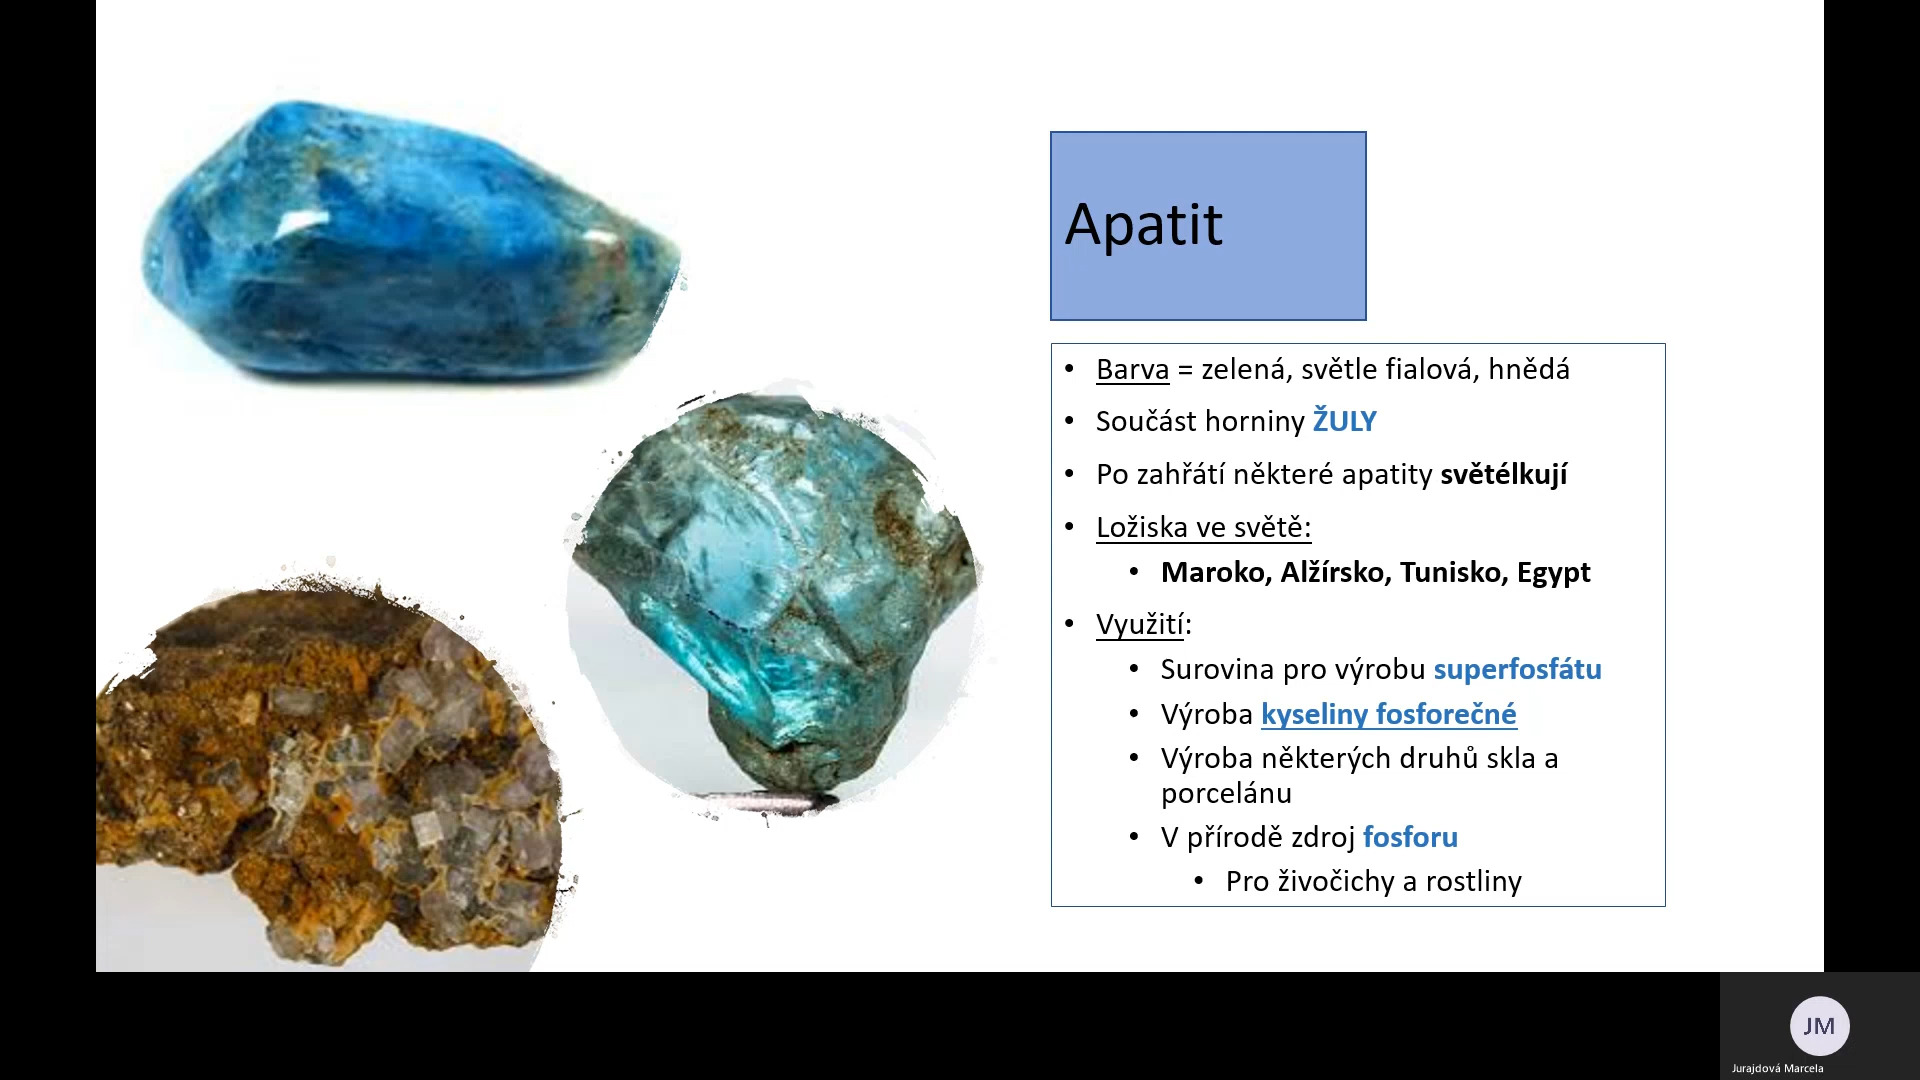 Apatit
• Barva = zelená, světle fialová, hnědá
• Součást horniny ŽULY
• Po zahřátí některé apatity světélkují
• Ložiska ve světě:
• Maroko, Alžírsko, Tunisko, Egypt
• Využití:
• Surovina pro výrobu superfosfátu
• Výroba kyseliny fosforečné
• Výroba některých druhů skla a
porcelánu
• V přírodě zdroj fosforu
• Pro živočichy a rostliny
JM
Jurajdová Marcela